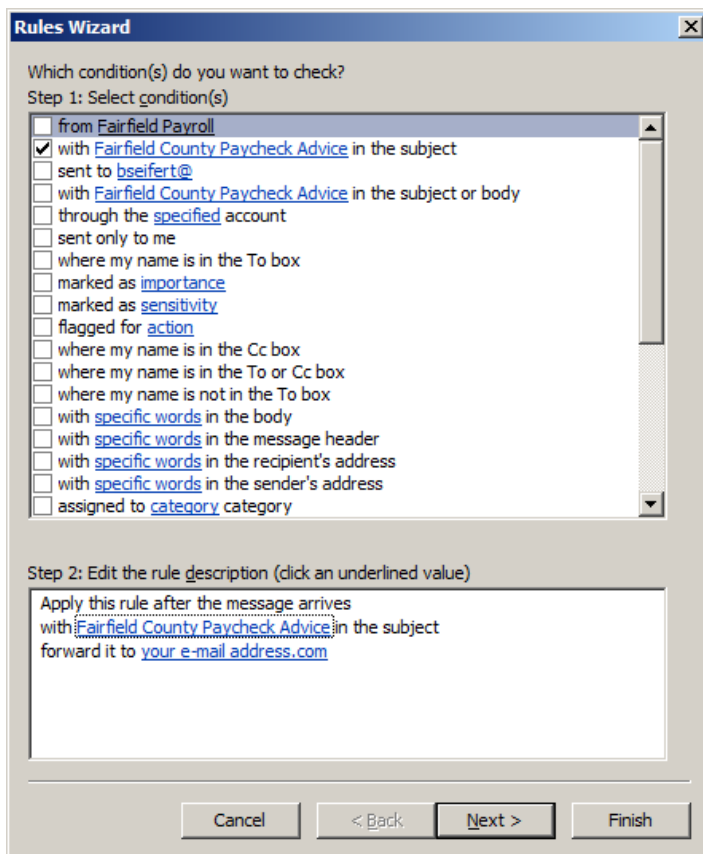 Rules Wizard
Which condition(s) do you want to check?
Step 1: Select condition(s)
from Fairfield Payroll
with Fairfield County Paycheck Advice in the subject
sent to bseifert@
with Fairfield County Paycheck Advice in the subject or body
through the specified account
sent only to me
where my name is in the To box
marked as importance
marked as sensitivity
flagged for action
where my name is in the Cc box
where my name is in the To or Cc box
where my name is not in the To box
with specific words in the body
with specific words in the message header
with specific words in the recipient's address
with specific words in the sender's address
assigned to category category
Step 2: Edit the rule description (click an underlined value)
Apply this rule after the message arrives
with Fairfield County Paycheck Advice in the subject
forward it to your e-mail address.com
Cancel < Back Next > Finish